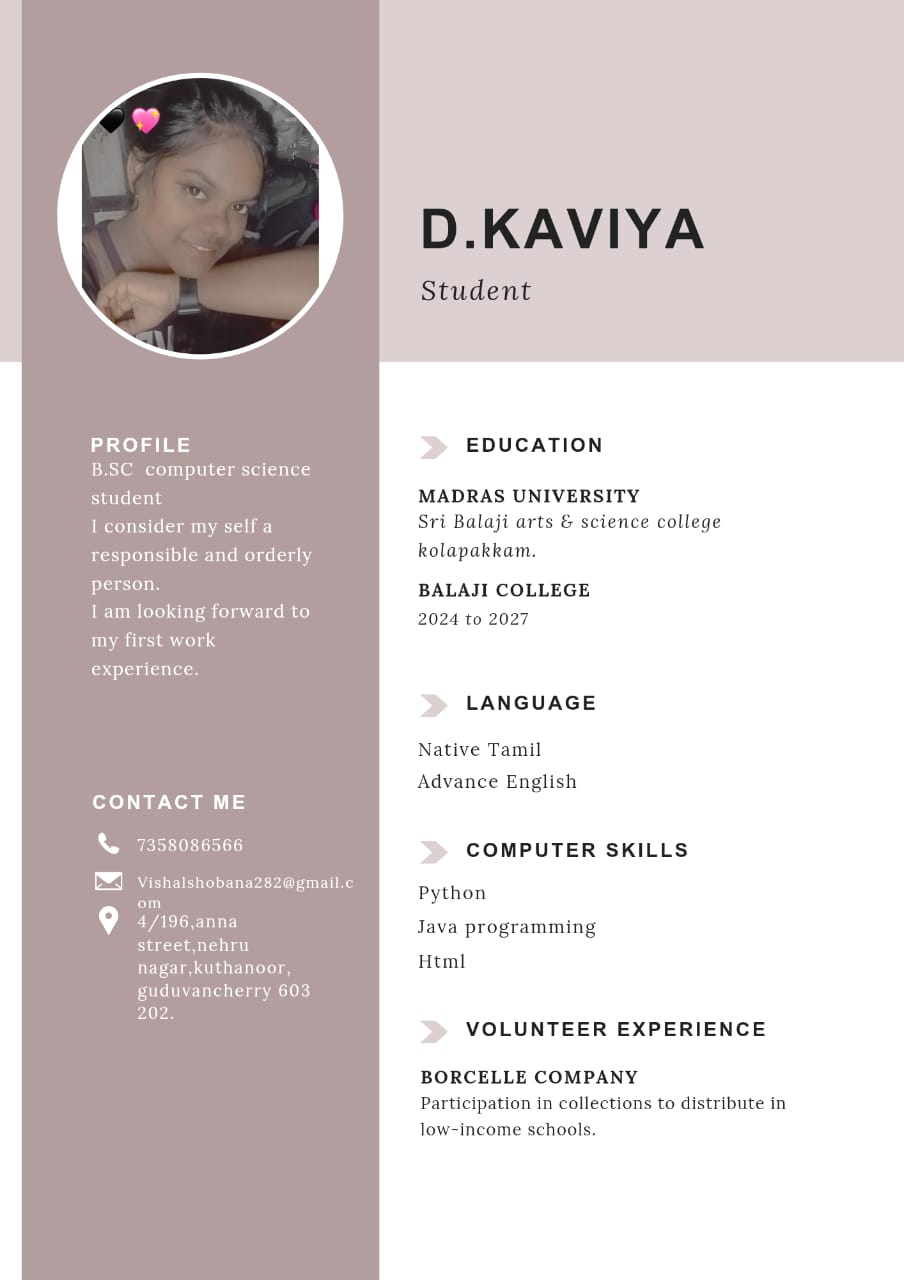 D.KAVIYA
Student
PROFILE
B.SC  computer science
student
I consider my self a
responsible and orderly
person.
I am looking forward to
my first work
experience.
CONTACT ME
7358086566
Vishalshobana282@gmail.c
om
4/196,anna
street,nehru
nagar,kuthanoor,
guduvancherry 603
202.
EDUCATION
MADRAS UNIVERSITY
Sri Balaji arts & science college
kolapakkam.
BALAJI COLLEGE
2024 to 2027
LANGUAGE
Native Tamil
Advance English
COMPUTER SKILLS
Python
Java programming
Html
VOLUNTEER EXPERIENCE
BORCELLE COMPANY
Participation in collections to distribute in
low-income schools.